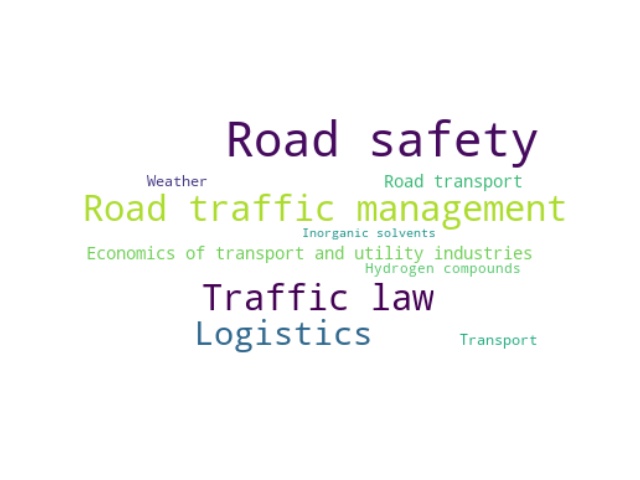 Road safety
Weather
Road transport
Road traffic management
Inorganic solvents
Economics of transport and utility industries
Hydrogen compounds
Traffic law
Logistics
Transport